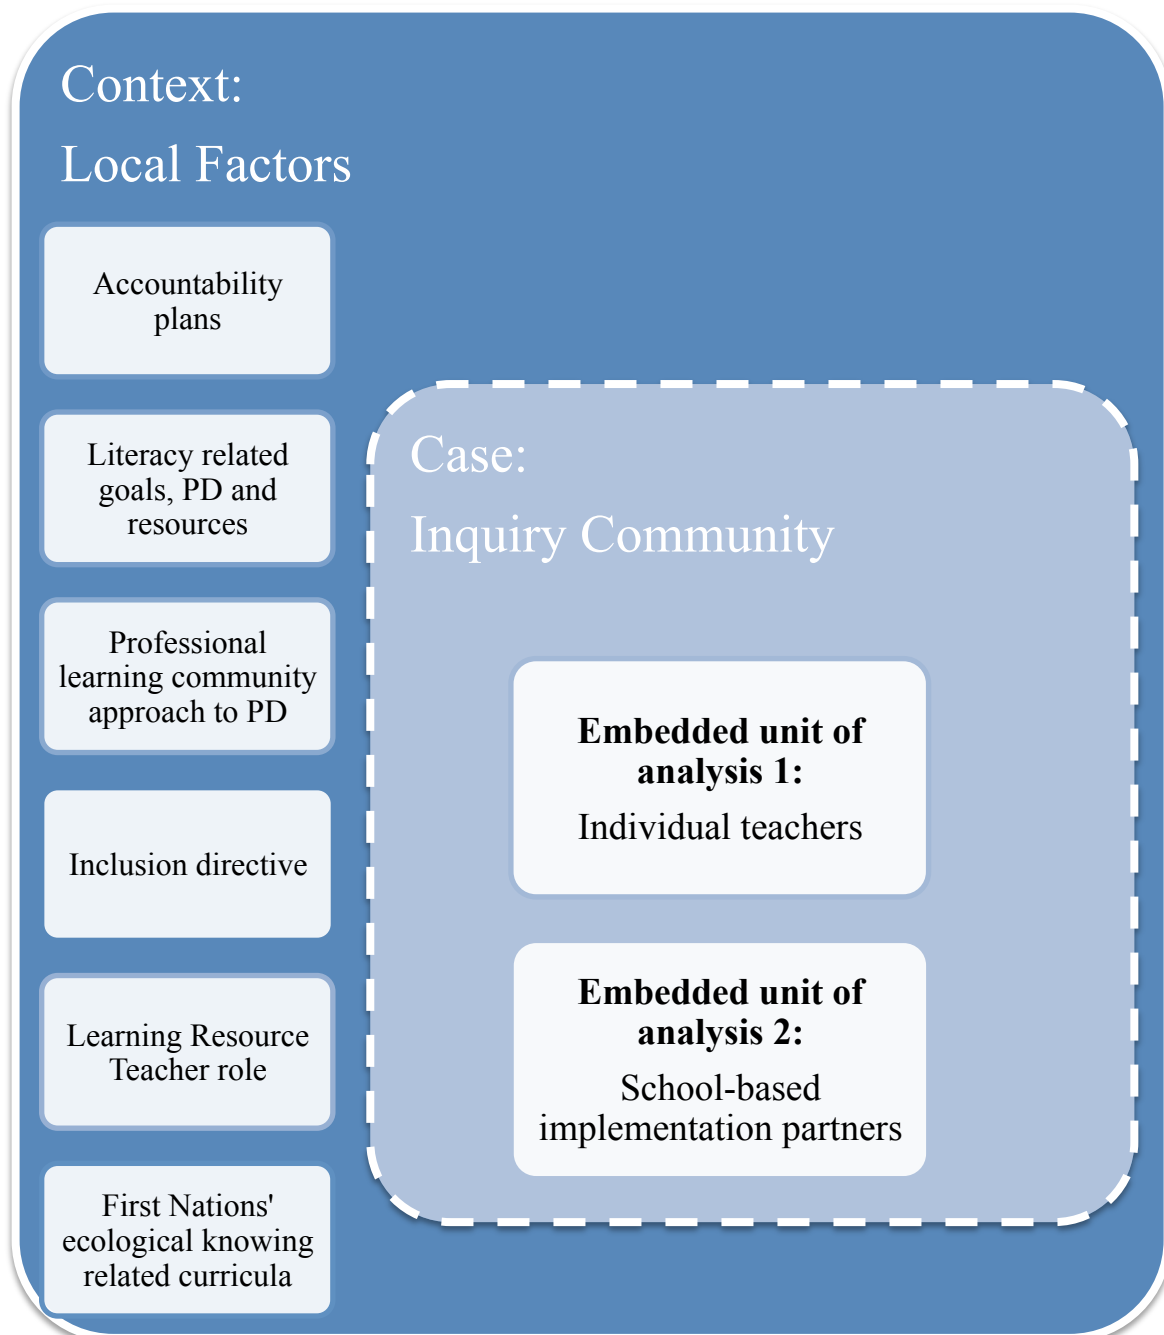 Context:
Local Factors
Accountability
plans
Literacy related
goals, PD and
resources
Professional
learning community
approach to PD
Inclusion directive
Learning Resource
Teacher role
First Nations'
ecological knowing
related curricula
Case:
Inquiry Community
Embedded unit of
analysis 1:
Individual teachers
Embedded unit of
analysis 2:
School-based
implementation partners